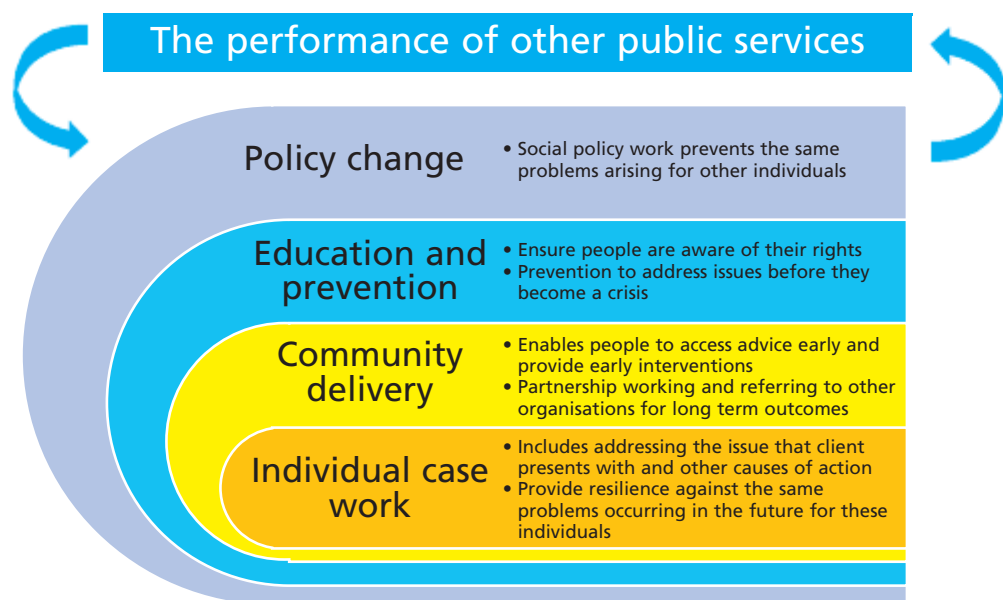 The performance of other public services
Policy change
• Social policy work prevents the same
problems arising for other individuals
Education and
prevention
• Ensure people are aware of their rights
• Prevention to address issues before they
become a crisis
Community
delivery
• Enables people to access advice early and
provide early interventions
• Partnership working and referring to other
organisations for long term outcomes
Individual case
work
• Includes addressing the issue that client
presents with and other causes of action
• Provide resilience against the same
problems occurring in the future for these
individuals